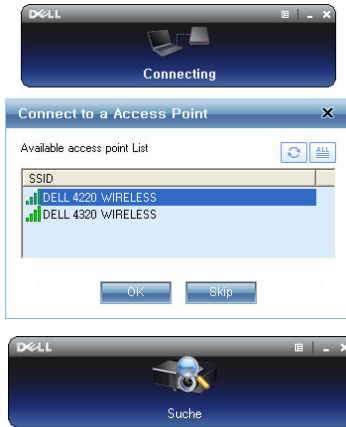 DELL
Connecting
Connect to a Access Point
Available access point List
ALL
SSID
DELL 4220 WIRELESS
DELL 4320 WIRELESS
OK
Skip
DELL
Suche